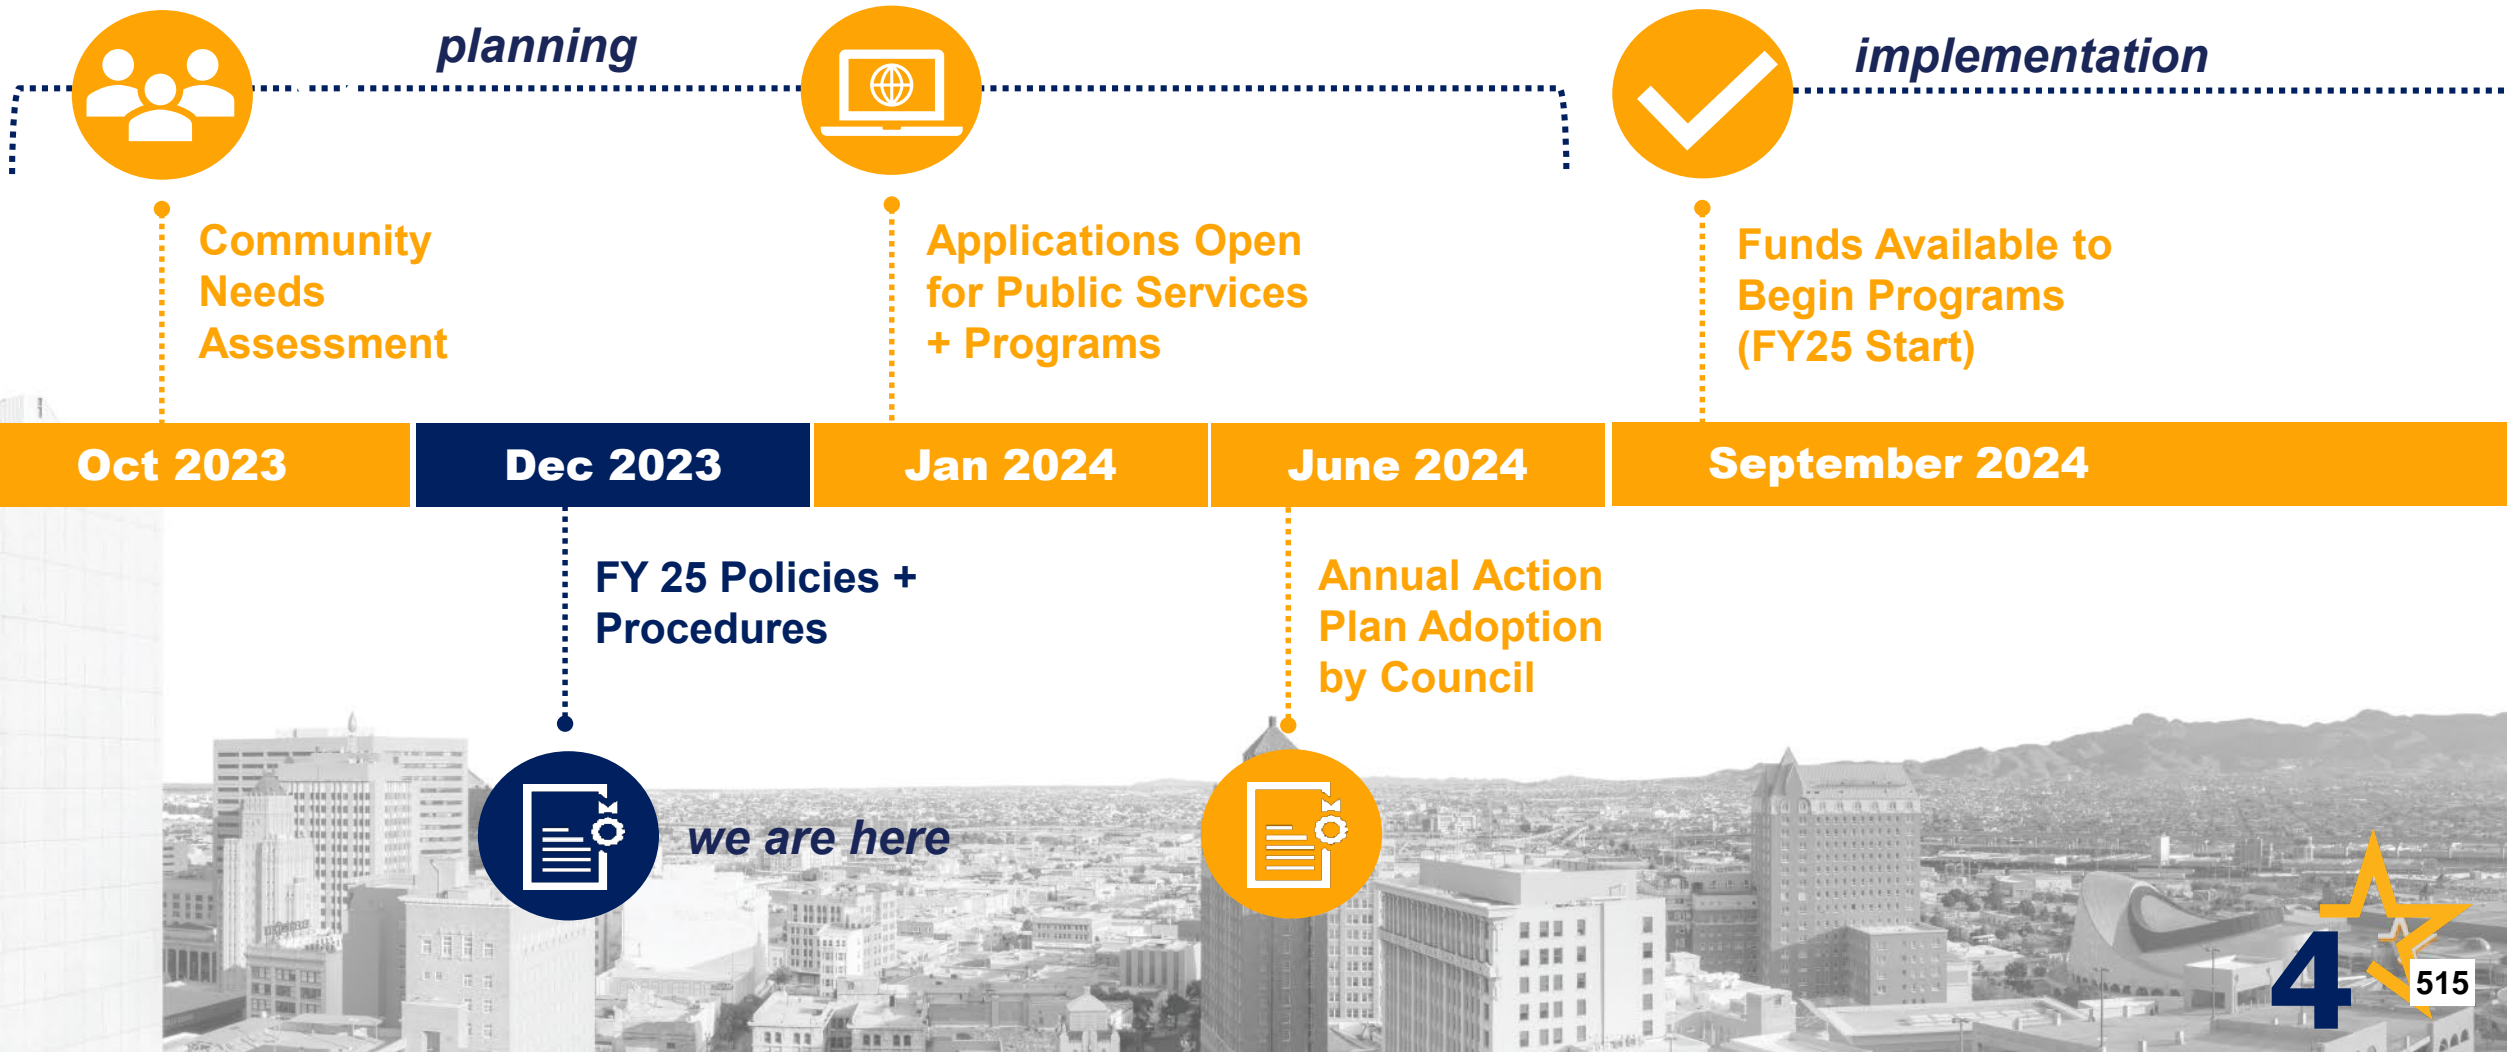 planning
implementation
Community
Needs
Assessment
Applications Open
for Public Services
+ Programs
Funds Available to
Begin Programs
(FY25 Start)
Oct 2023
Dec 2023
Jan 2024
June 2024
September 2024
FY 25 Policies +
Procedures
Annual Action
Plan Adoption
by Council
we are here
4
515